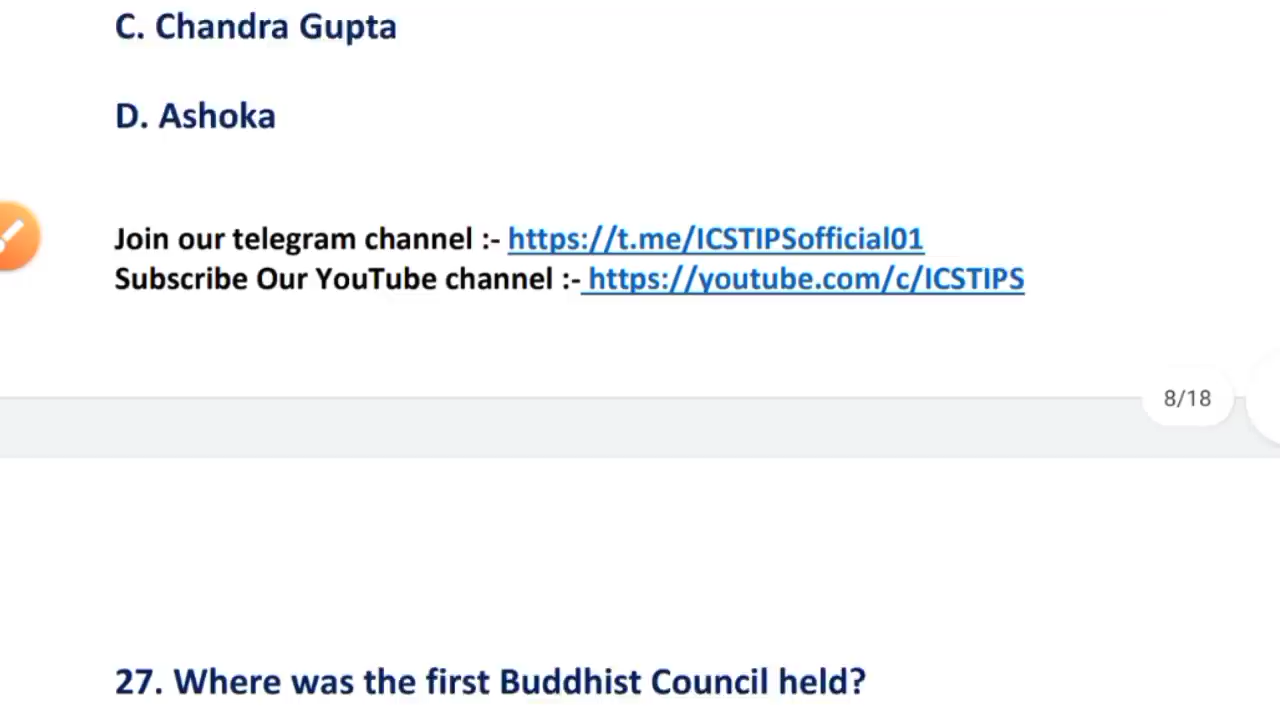 C. Chandra Gupta
D. Ashoka
Join our telegram channel :- https://t.me/ICSTIPSofficial01
Subscribe Our YouTube channel :- https://youtube.com/c/ICSTIPS
8/18
27. Where was the first Buddhist Council held?